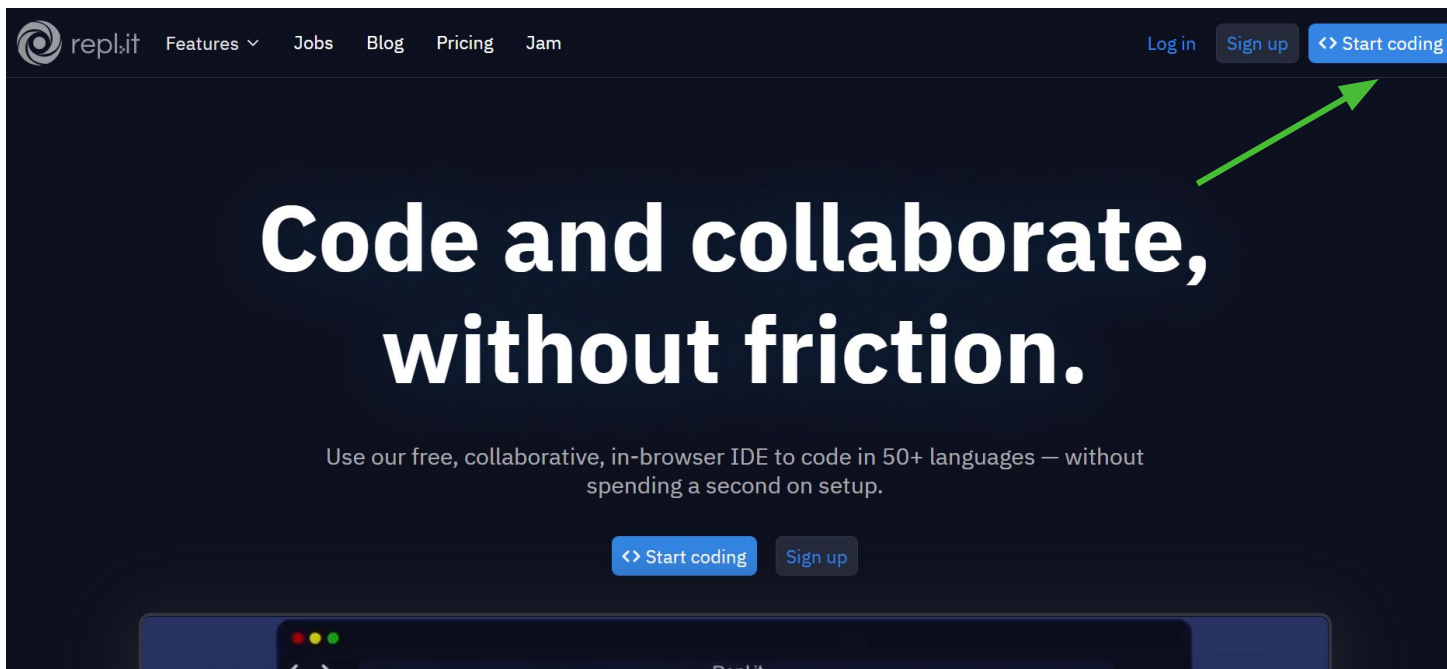 repl.it Features Jobs Blog Pricing Jam Log in Sign up <> Start coding
Code and collaborate,
without friction.
Use our free, collaborative, in-browser IDE to code in 50+ languages — without
spending a second on setup.
<> Start coding Sign up